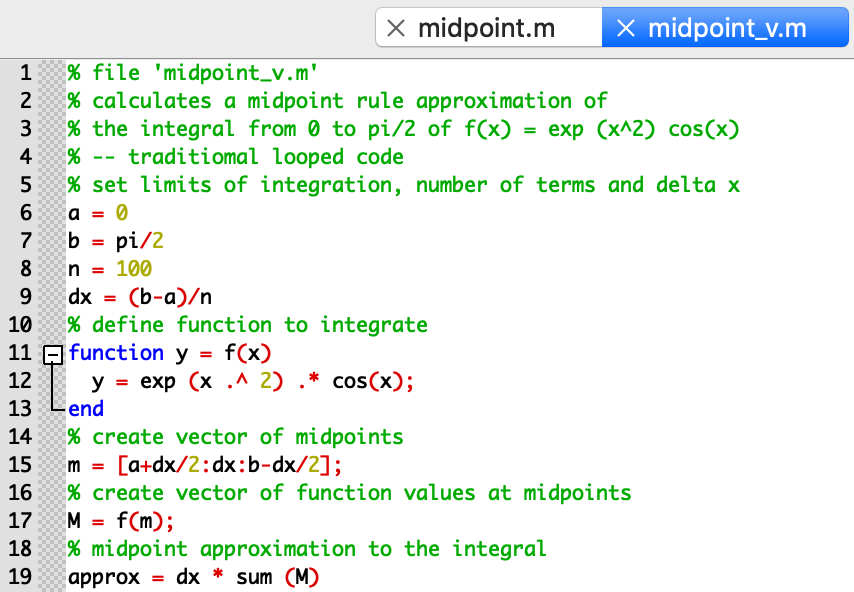 midpoint.m midpoint_v.m
1 % file 'midpoint_v.m'
2 % calculates a midpoint rule approximation of
3 % the integral from 0 to pi/2 of f(x) = exp (x^2) cos(x)
4 % -- traditiomal looped code
5 % set limits of integration, number of terms and delta x
6 a = 0
7 b = pi/2
8 n = 100
9 dx = (b-a)/n
10 % define function to integrate
11 function y = f(x)
12 y = exp (x .^ 2) .* cos(x);
13 end
14 % create vector of midpoints
15 m = [a+dx/2:dx:b-dx/2];
16 % create vector of function values at midpoints
17 M = f(m);
18 % midpoint approximation to the integral
19 approx = dx * sum (M)